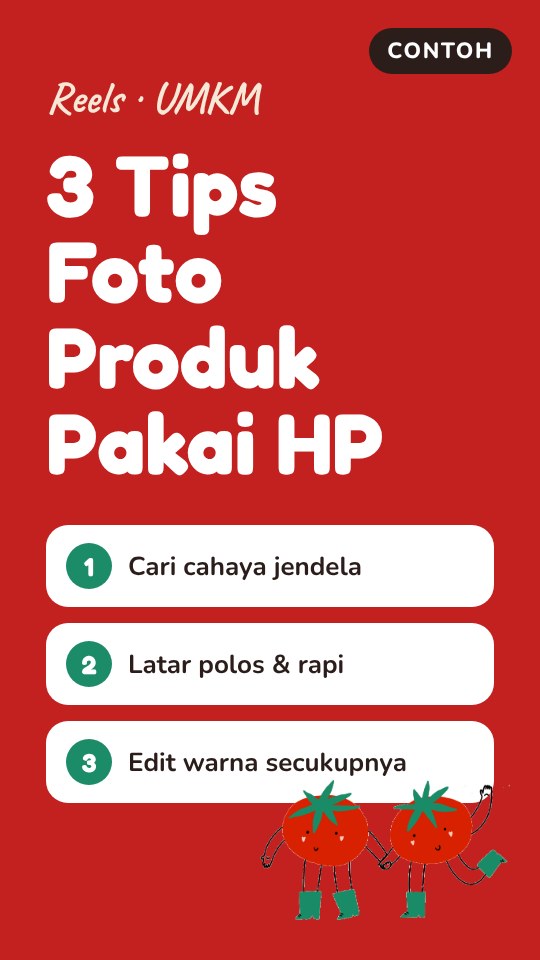 CONTOH
Reels · UMKM
3 Tips
Foto
Produk
Pakai HP
1 Cari cahaya jendela
2 Latar polos & rapi
3 Edit warna secukupnya